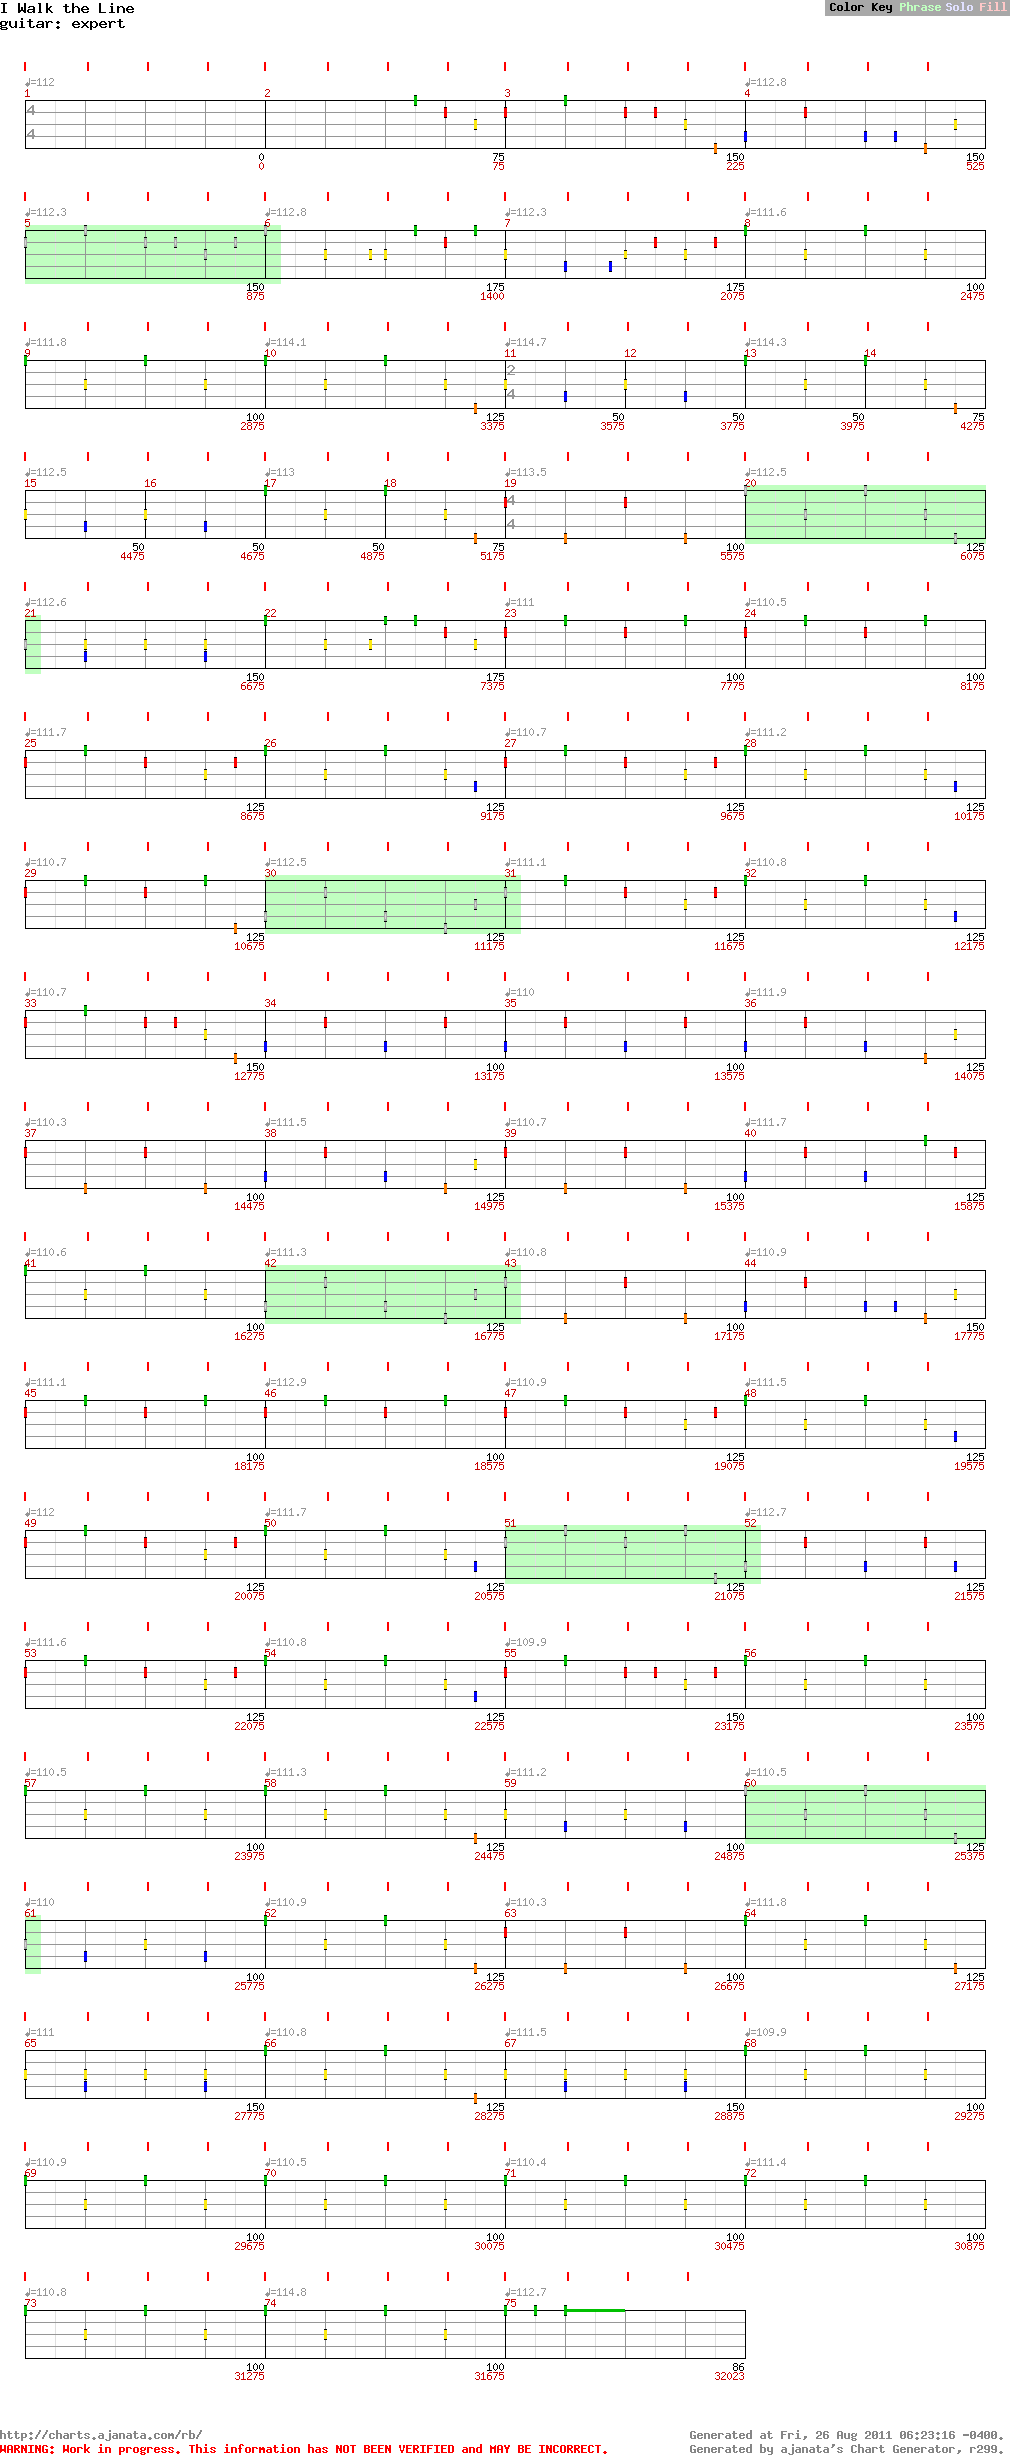 I Walk the Line
guitar: expert
Color Key Phrase Solo Fill
♩=112 ♩=112.8
1 2 3 4
4
4
0 75 150 150
0 75 225 525
♩=112.3 ♩=112.8 ♩=112.3 ♩=111.6
5 6 7 8
150 175 175 100
875 1400 2075 2475
♩=111.8 ♩=114.1 ♩=114.7 ♩=114.3
9 10 11 12 13 14
2
4
100 125 50 50 50 75
2875 3375 3575 3775 3975 4275
♩=112.5 ♩=113 ♩=113.5 ♩=112.5
15 16 17 18 19 20
4
4
50 50 50 75 100 125
4475 4675 4875 5175 5575 6075
♩=112.6 ♩=111 ♩=110.5
21 22 23 24
150 175 100 100
6675 7375 7775 8175
♩=111.7 ♩=110.7 ♩=111.2
25 26 27 28
125 125 125 125
8675 9175 9675 10175
♩=110.7 ♩=112.5 ♩=111.1 ♩=110.8
29 30 31 32
125 125 125 125
10675 11175 11675 12175
♩=110.7 ♩=110 ♩=111.9
33 34 35 36
150 100 100 125
12775 13175 13575 14075
♩=110.3 ♩=111.5 ♩=110.7 ♩=111.7
37 38 39 40
100 125 100 125
14475 14975 15375 15875
♩=110.6 ♩=111.3 ♩=110.8 ♩=110.9
41 42 43 44
100 125 100 150
16275 16775 17175 17775
♩=111.1 ♩=112.9 ♩=110.9 ♩=111.5
45 46 47 48
100 100 125 125
18175 18575 19075 19575
♩=112 ♩=111.7 ♩=112.7
49 50 51 52
125 125 125 125
20075 20575 21075 21575
♩=111.6 ♩=110.8 ♩=109.9
53 54 55 56
125 125 150 100
22075 22575 23175 23575
♩=110.5 ♩=111.3 ♩=111.2 ♩=110.5
57 58 59 60
100 125 100 125
23975 24475 24875 25375
♩=110 ♩=110.9 ♩=110.3 ♩=111.8
61 62 63 64
100 125 100 125
25775 26275 26675 27175
♩=111 ♩=110.8 ♩=111.5 ♩=109.9
65 66 67 68
150 125 150 100
27775 28275 28875 29275
♩=110.9 ♩=110.5 ♩=110.4 ♩=111.4
69 70 71 72
100 100 100 100
29675 30075 30475 30875
♩=110.8 ♩=114.8 ♩=112.7
73 74 75
100 100 86
31275 31675 32023
http://charts.ajanata.com/rb/ Generated at Fri, 26 Aug 2011 06:23:16 -0400.
WARNING: Work in progress. This information has NOT BEEN VERIFIED and MAY BE INCORRECT. Generated by ajanata's Chart Generator, r299.